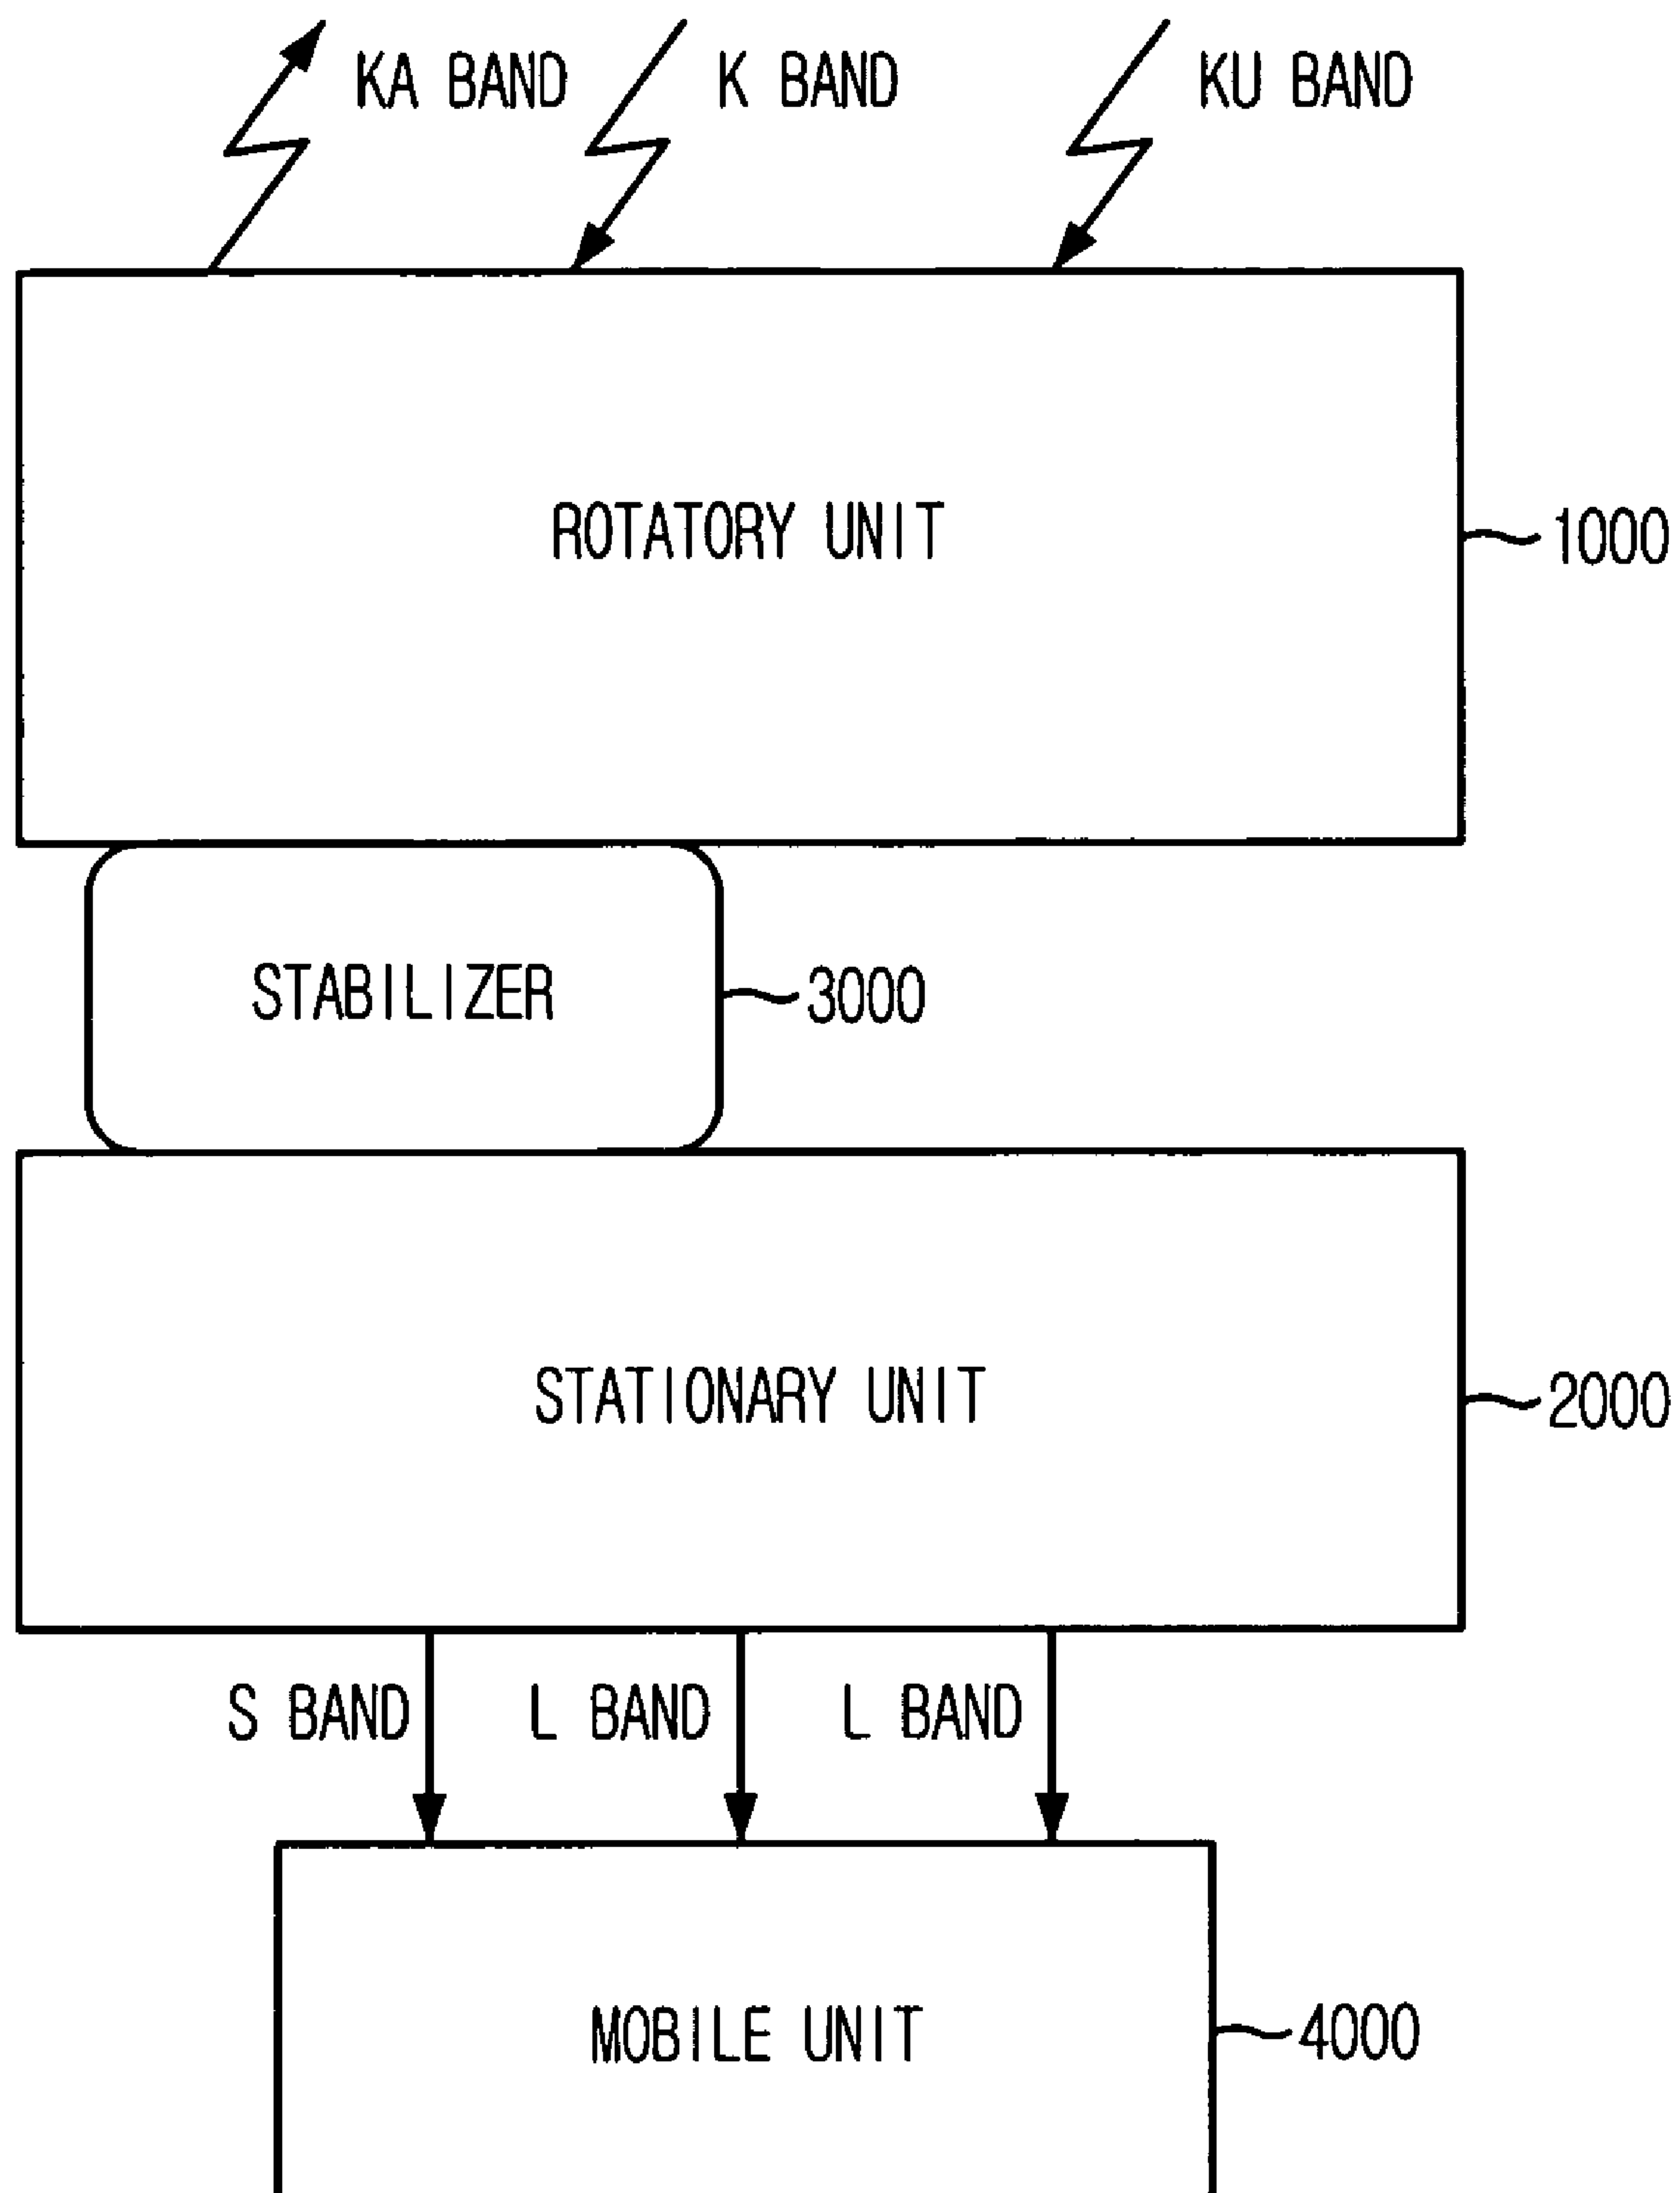 KA BAND
K BAND
KU BAND
ROTATORY UNIT
1000
STABILIZER
3000
STATIONARY UNIT
2000
S BAND
L BAND
L BAND
MOBILE UNIT
4000